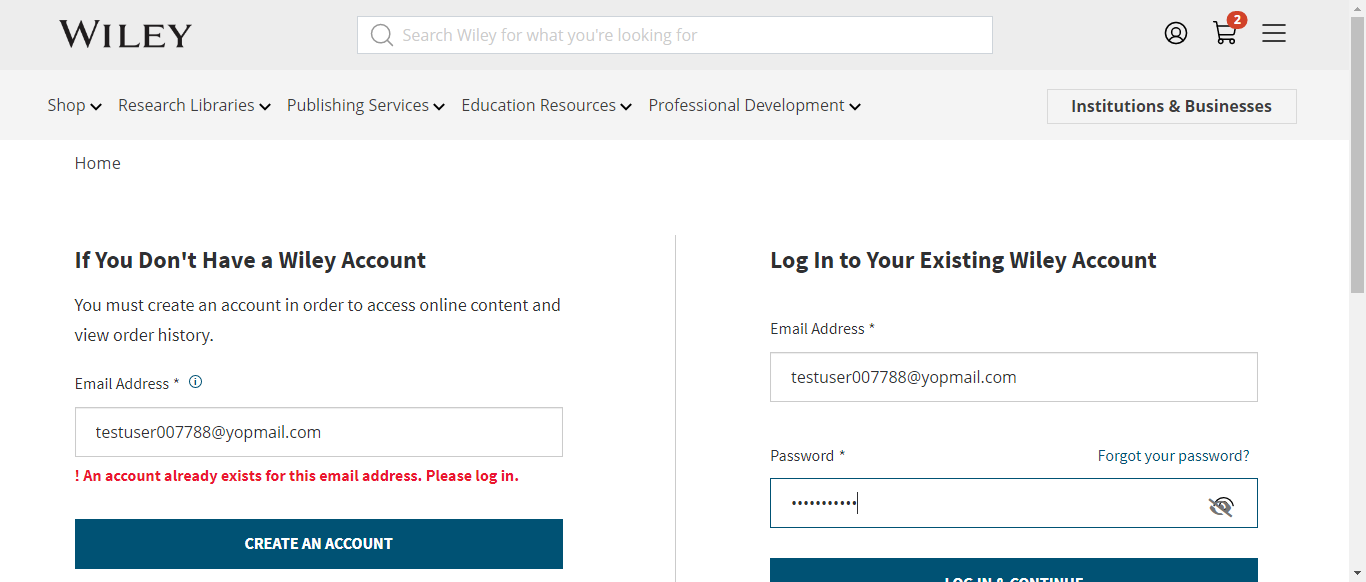 WILEY
Search Wiley for what you're looking for
2
Shop
Research Libraries
Publishing Services
Education Resources
Professional Development
Institutions & Businesses
Home
If You Don't Have a Wiley Account
You must create an account in order to access online content and
view order history.
Email Address *
testuser007788@yopmail.com
! An account already exists for this email address. Please log in.
CREATE AN ACCOUNT
Log In to Your Existing Wiley Account
Email Address *
testuser007788@yopmail.com
Password *
Forgot your password?
•••••••••••
LOG IN & CONTINUE